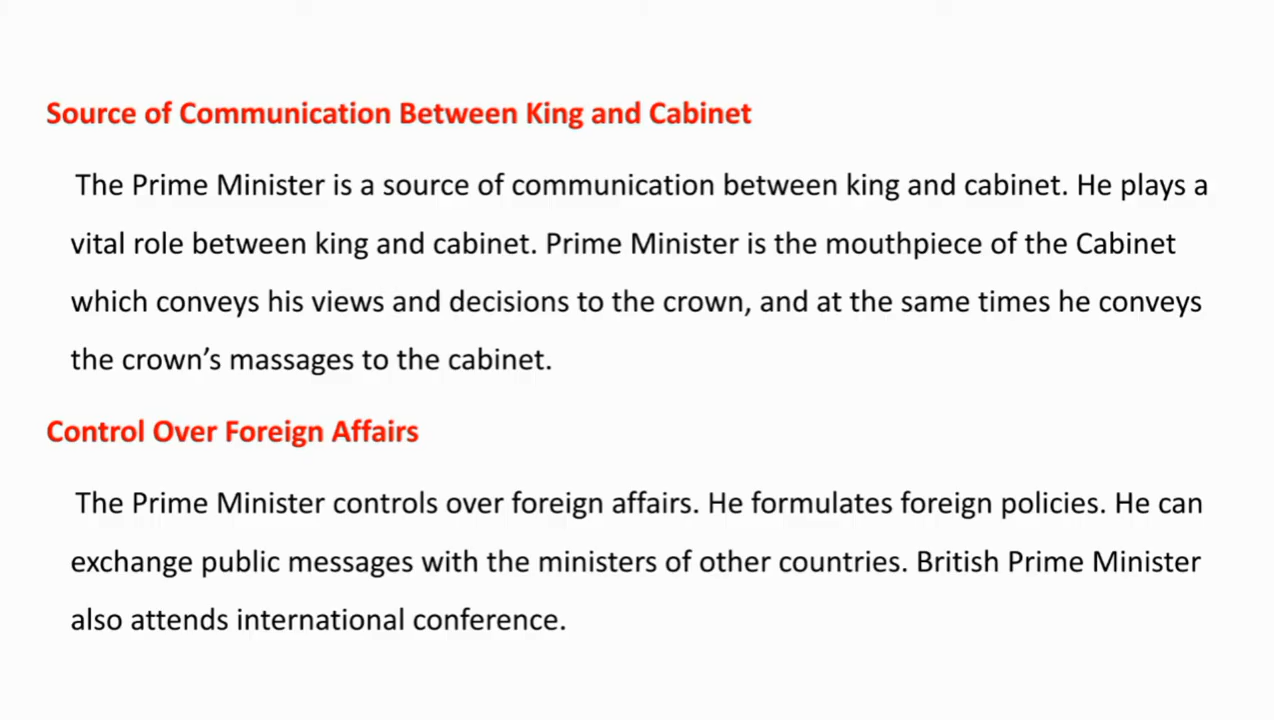 Source of Communication Between King and Cabinet
The Prime Minister is a source of communication between king and cabinet. He plays a
vital role between king and cabinet. Prime Minister is the mouthpiece of the Cabinet
which conveys his views and decisions to the crown, and at the same times he conveys
the crown’s massages to the cabinet.
Control Over Foreign Affairs
The Prime Minister controls over foreign affairs. He formulates foreign policies. He can
exchange public messages with the ministers of other countries. British Prime Minister
also attends international conference.